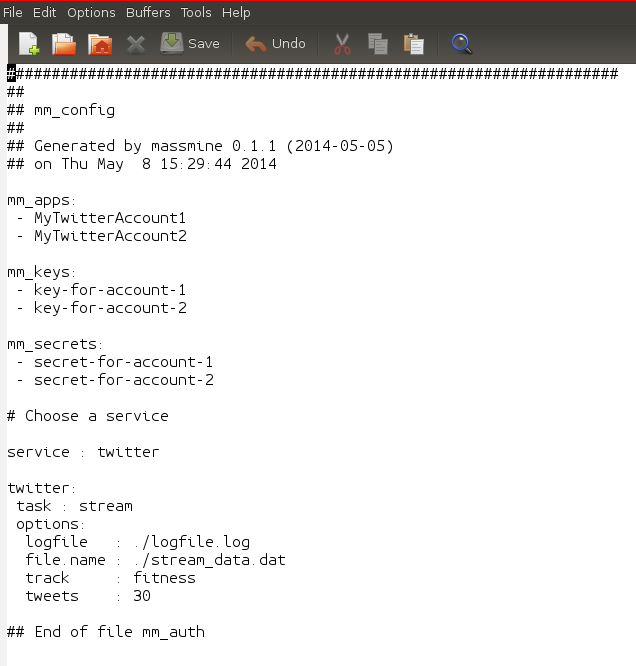 File Edit Options Buffers Tools Help
Save Undo
####################################################################
##
## mm_config
##
## Generated by massmine 0.1.1 (2014-05-05)
## on Thu May  8 15:29:44 2014
mm_apps:
 - MyTwitterAccount1
 - MyTwitterAccount2
mm_keys:
 - key-for-account-1
 - key-for-account-2
mm_secrets:
 - secret-for-account-1
 - secret-for-account-2
# Choose a service
service : twitter
twitter:
 task : stream
 options:
  logfile   : ./logfile.log
  file.name : ./stream_data.dat
  track     : fitness
  tweets    : 30
## End of file mm_auth